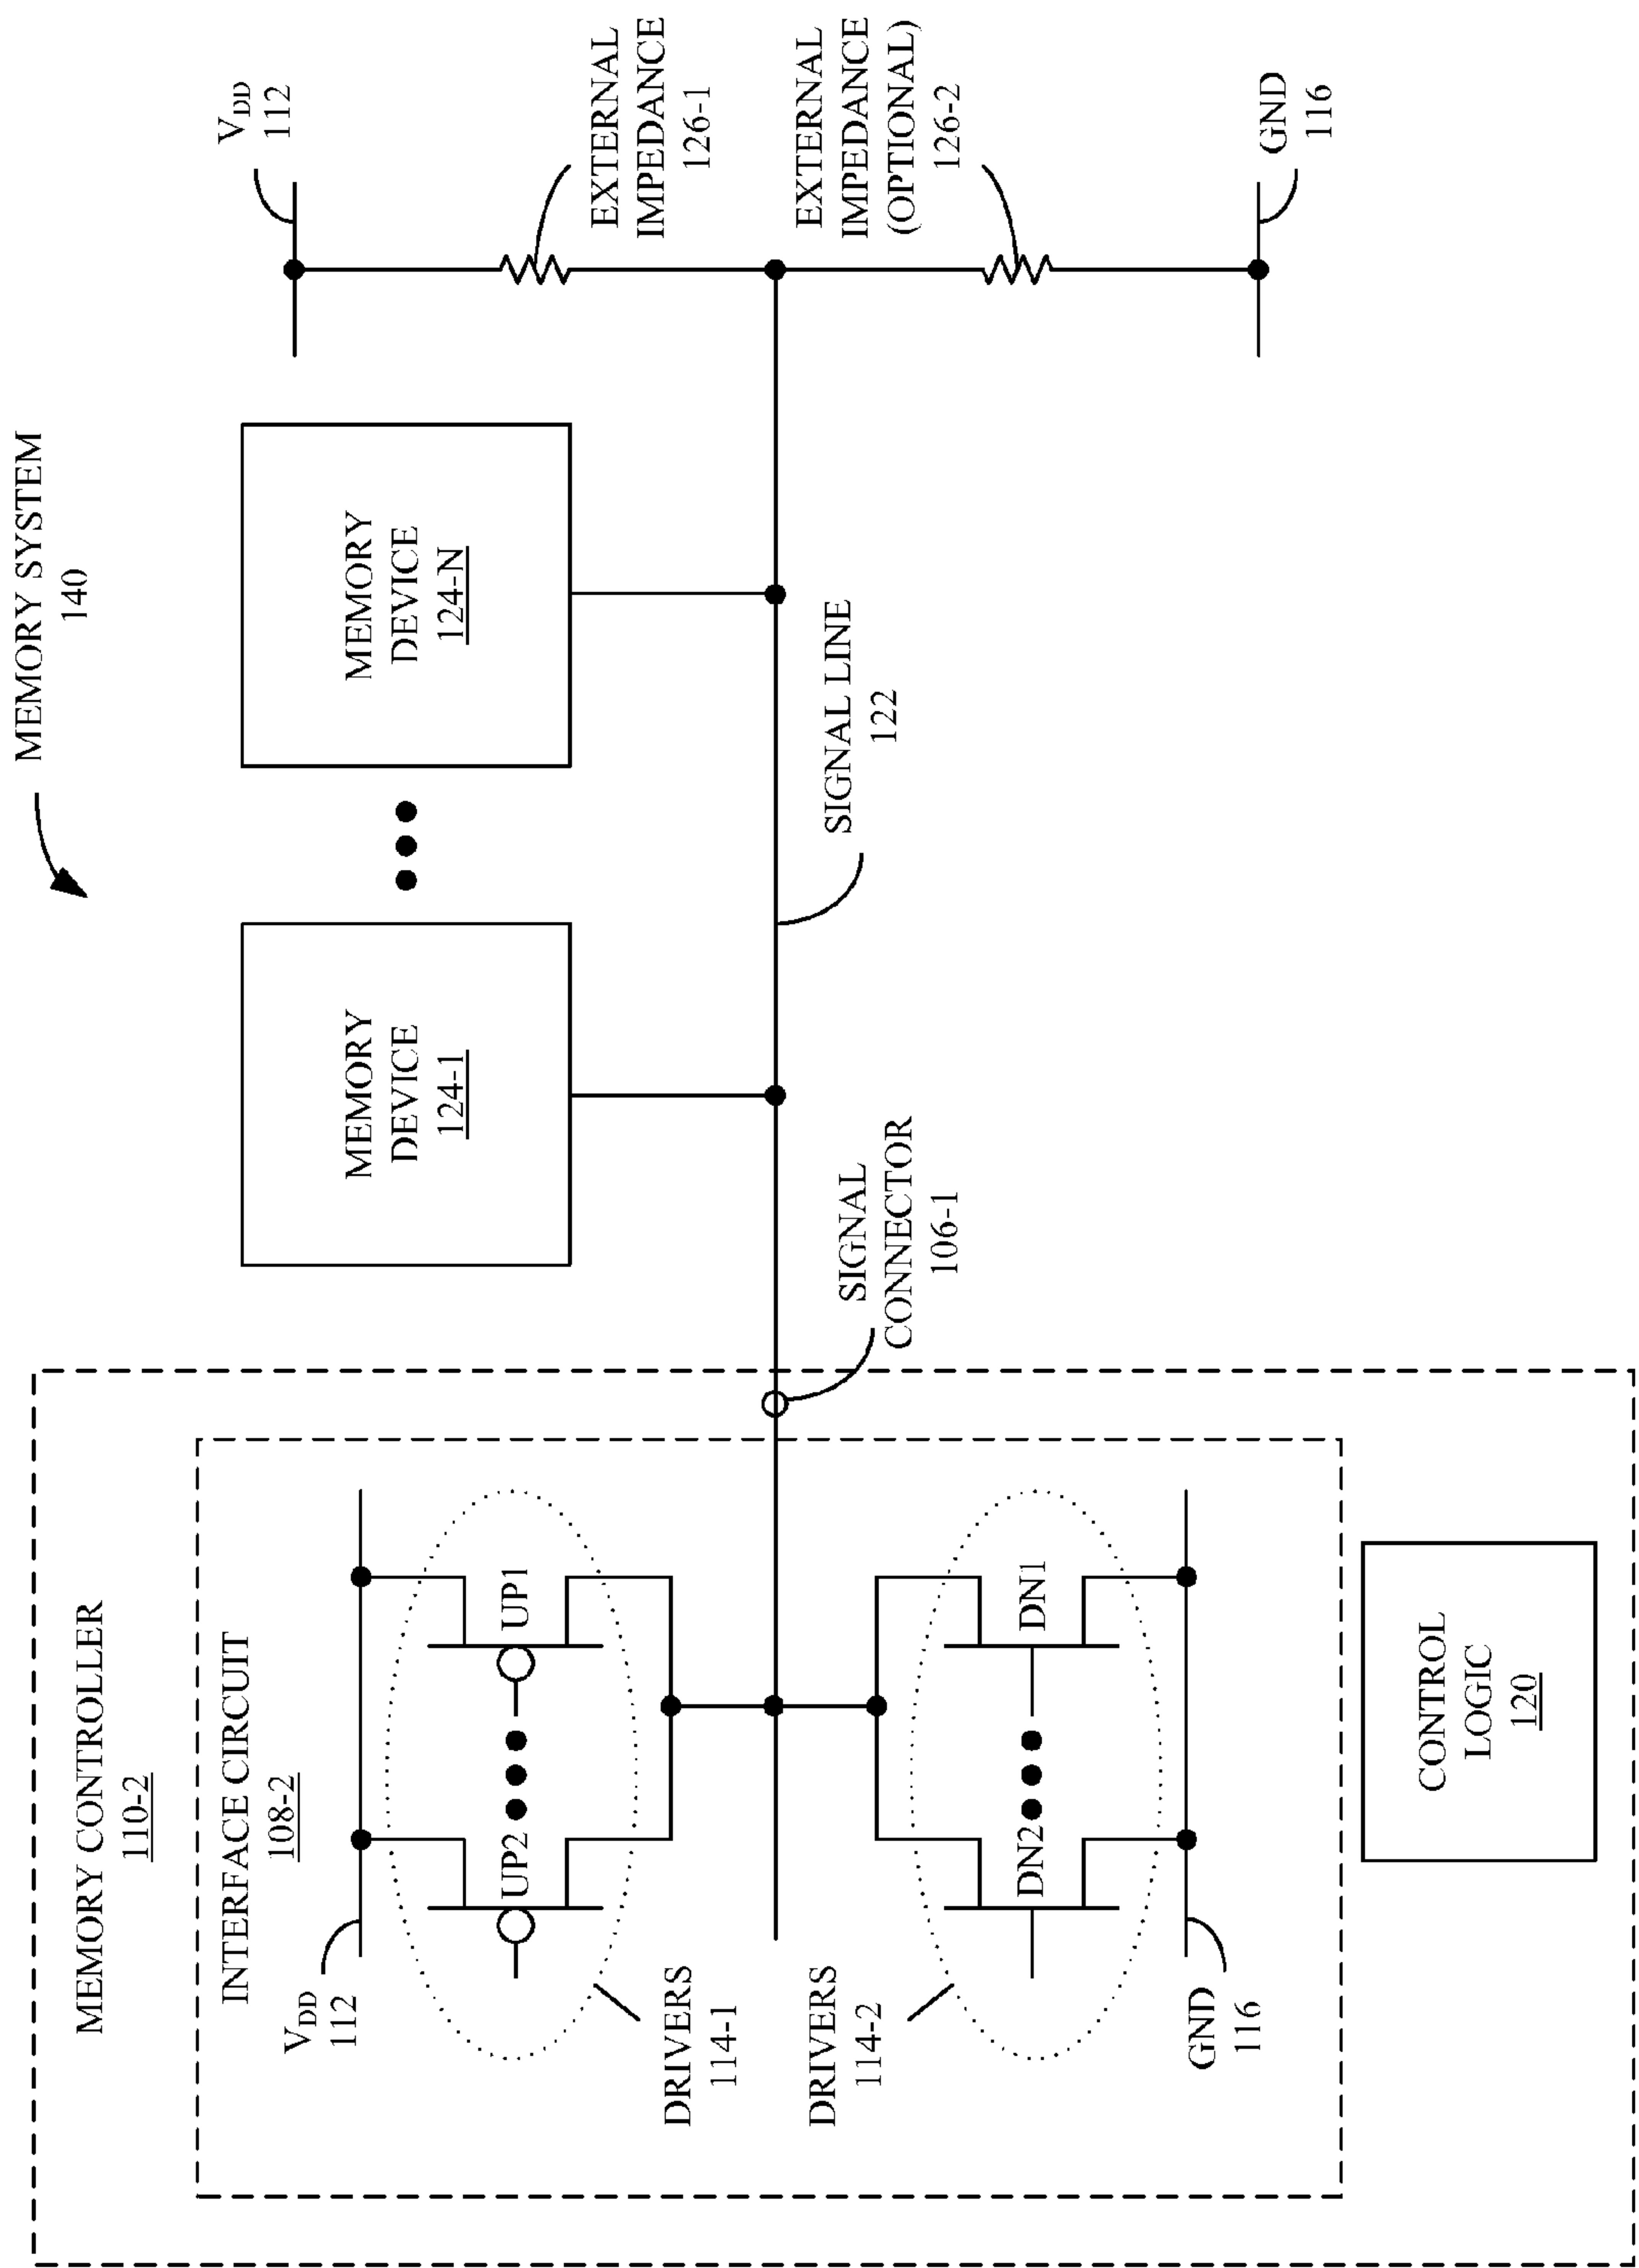 MEMORY SYSTEM
140
MEMORY CONTROLLER
110-2
INTERFACE CIRCUIT
108-2
V_DD
112
UP2
UP1
DRIVERS
114-1
DRIVERS
114-2
DN2
DN1
GND
116
CONTROL
LOGIC
120
SIGNAL
CONNECTOR
106-1
MEMORY
DEVICE
124-1
MEMORY
DEVICE
124-N
SIGNAL LINE
122
V_DD
112
EXTERNAL
IMPEDANCE
126-1
EXTERNAL
IMPEDANCE
(OPTIONAL)
126-2
GND
116